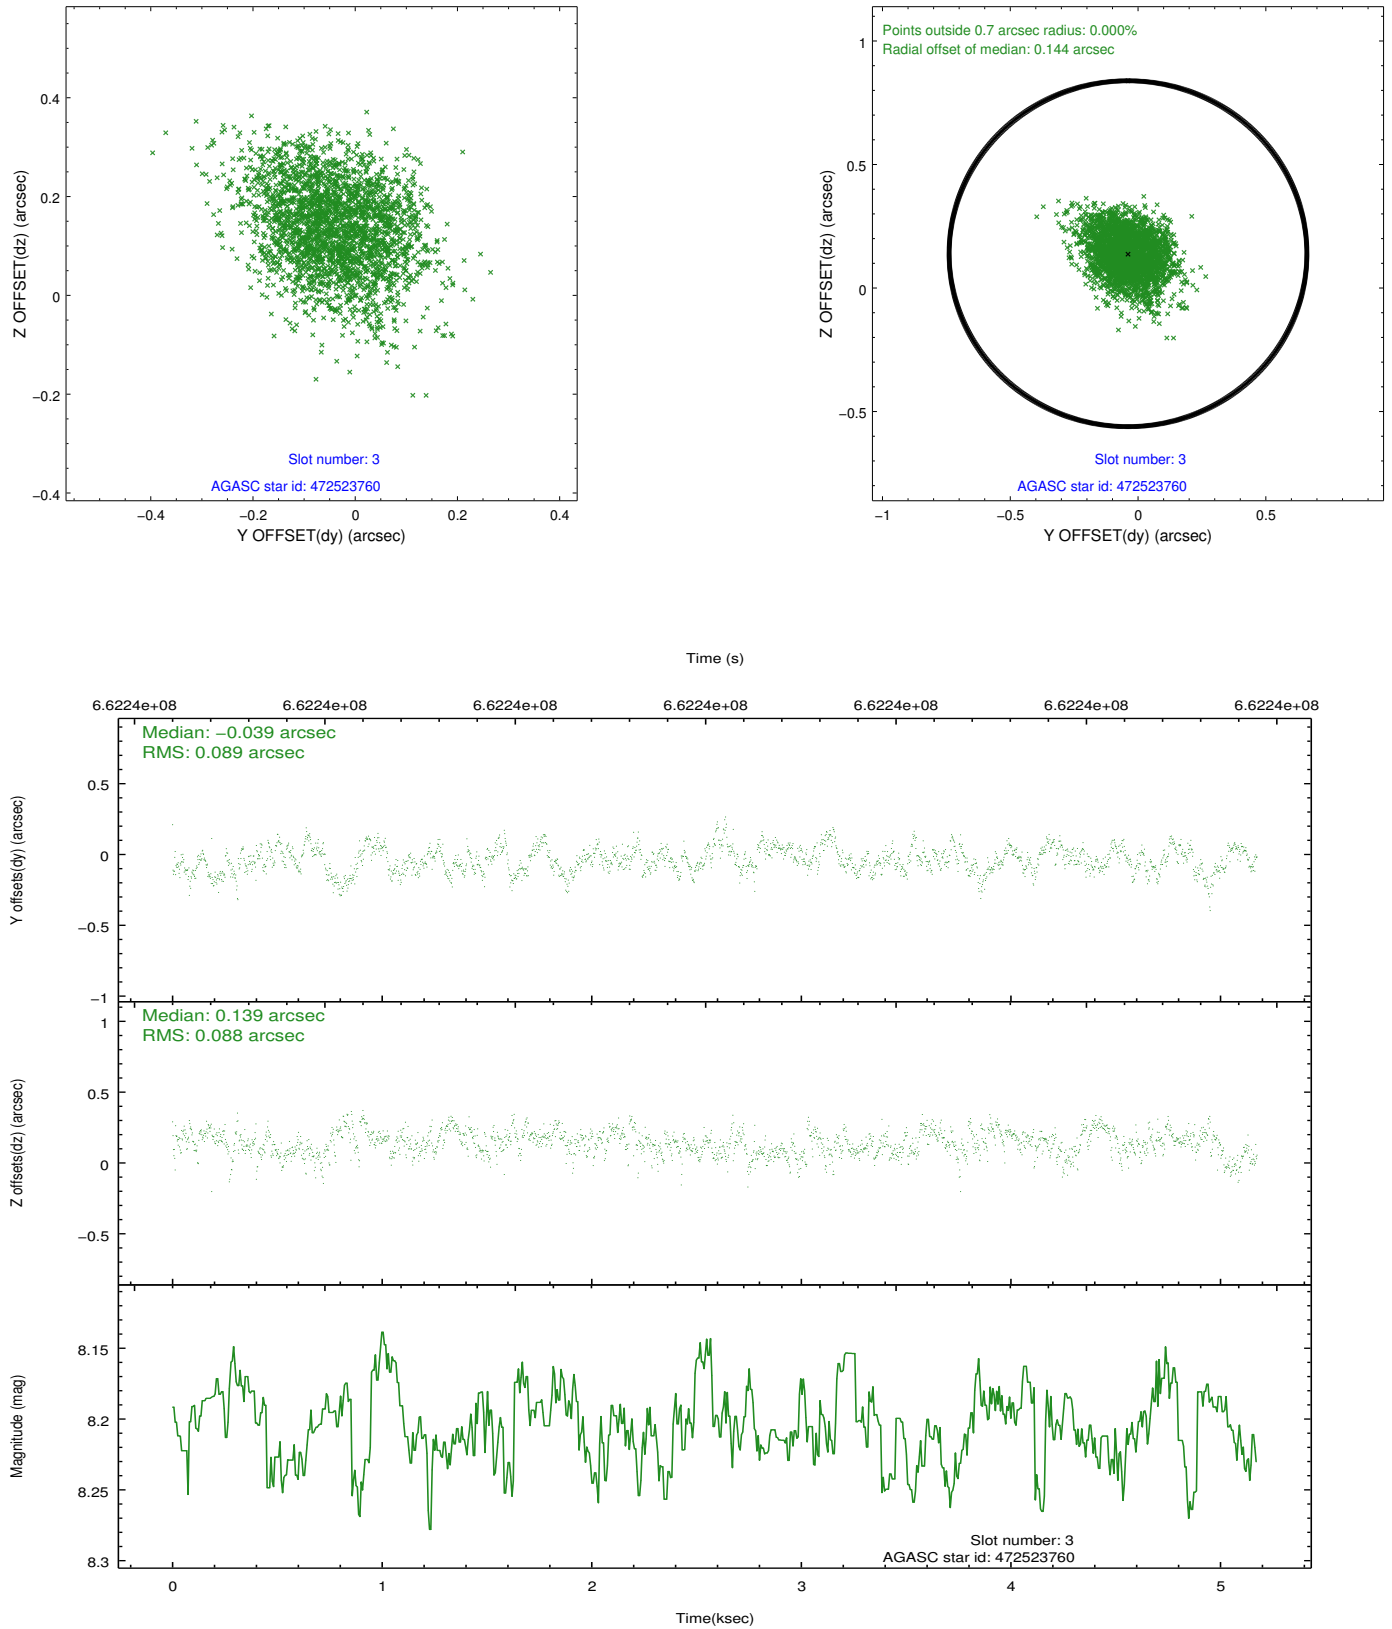 0.4
0.2
0
−0.2
−0.4
Z OFFSET(dz) (arcsec)
Slot number: 3
AGASC star id: 472523760
−0.4 −0.2 0 0.2 0.4
Y OFFSET(dy) (arcsec)
Points outside 0.7 arcsec radius: 0.000%
Radial offset of median: 0.144 arcsec
1
0.5
0
−0.5
Z OFFSET(dz) (arcsec)
Slot number: 3
AGASC star id: 472523760
−1 −0.5 0 0.5
Y OFFSET(dy) (arcsec)
Time (s)
6.6224e+08 6.6224e+08 6.6224e+08 6.6224e+08 6.6224e+08 6.6224e+08 6.6224e+08
Median: −0.039 arcsec
RMS: 0.089 arcsec
0.5
0
−0.5
−1
Y offsets(dy) (arcsec)
Median: 0.139 arcsec
RMS: 0.088 arcsec
1
0.5
0
−0.5
Z offsets(dz) (arcsec)
8.15
8.2
8.25
8.3
Magnitude (mag)
Slot number: 3
AGASC star id: 472523760
0 1 2 3 4 5
Time(ksec)